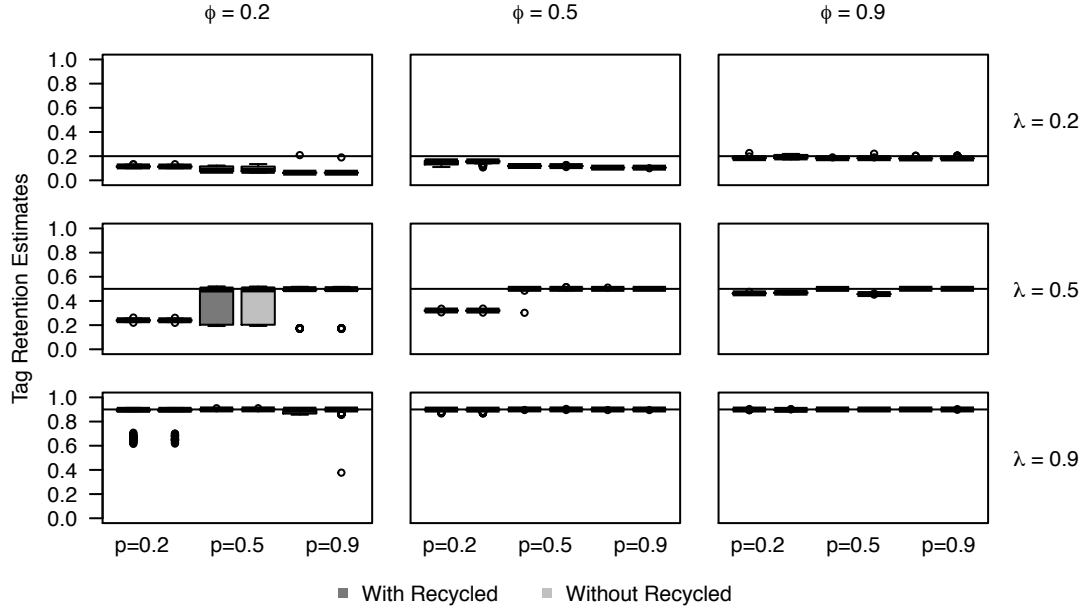 ϕ = 0.2 ϕ = 0.5 ϕ = 0.9
1.0
0.8
0.6
0.4
0.2
0.0
λ = 0.2
Tag Retention Estimates
1.0
0.8
0.6
0.4
0.2
0.0
λ = 0.5
1.0
0.8
0.6
0.4
0.2
0.0
λ = 0.9
p=0.2 p=0.5 p=0.9 p=0.2 p=0.5 p=0.9 p=0.2 p=0.5 p=0.9
With Recycled Without Recycled